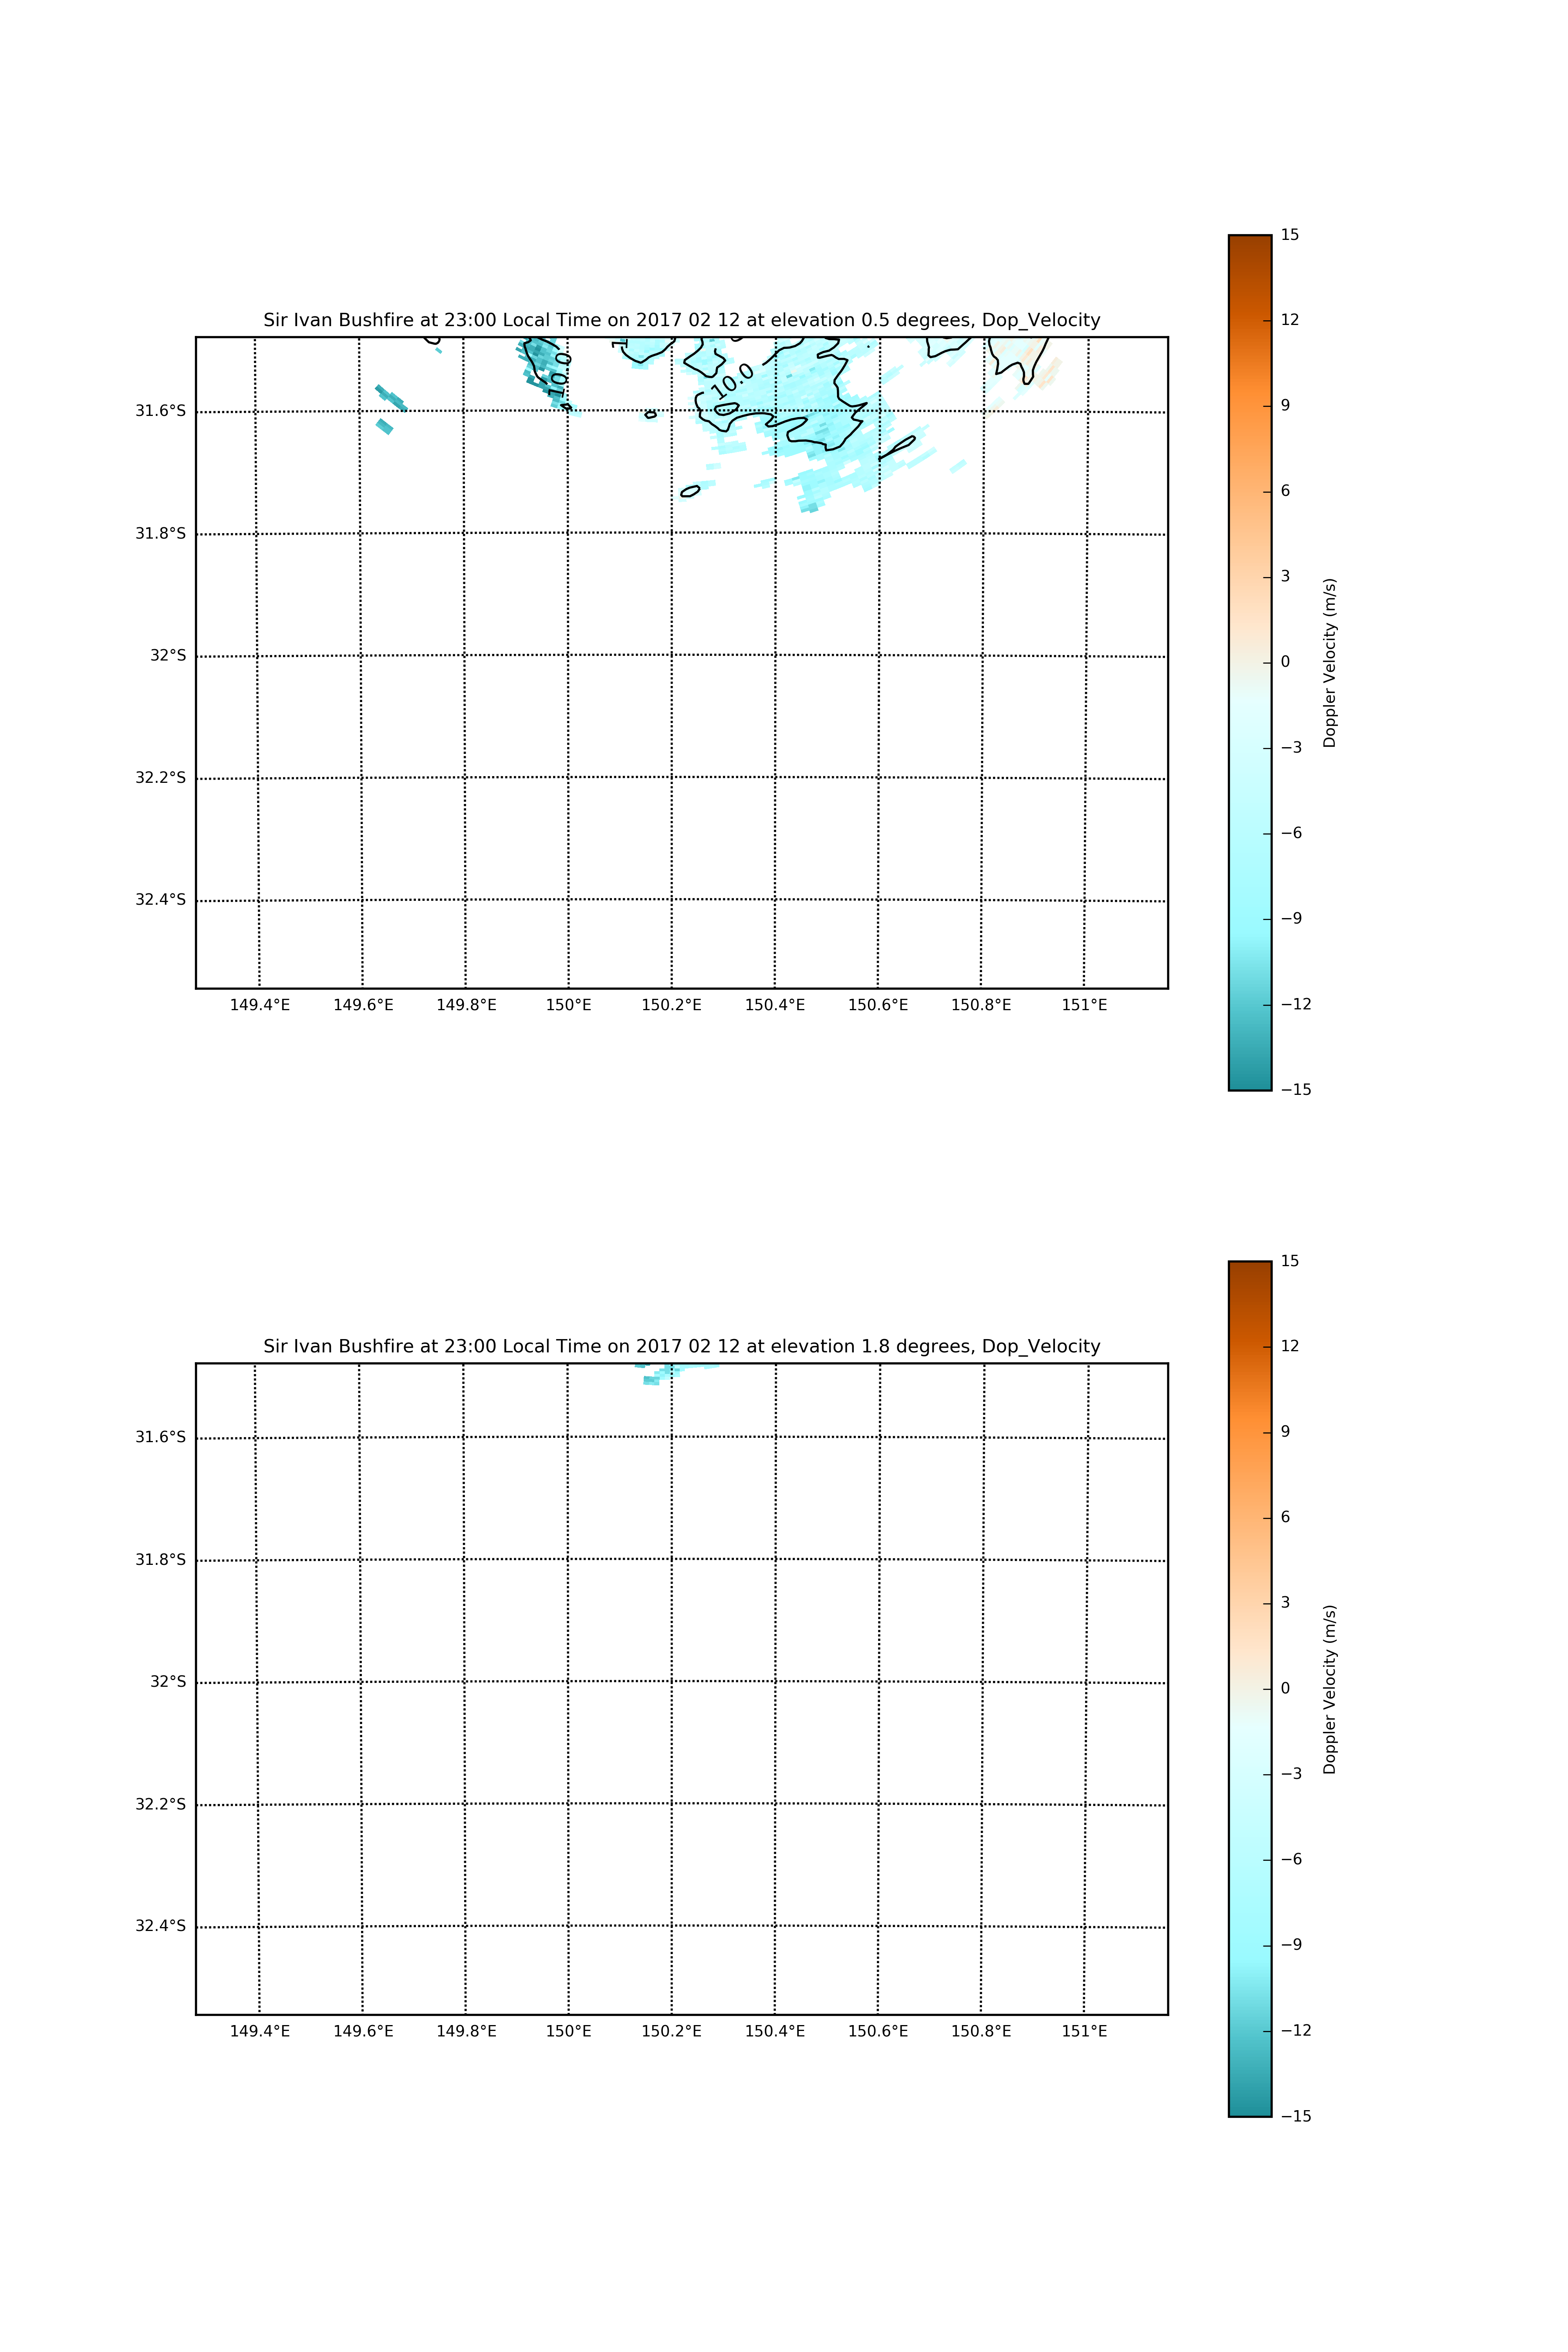 Sir Ivan Bushfire at 23:00 Local Time on 2017 02 12 at elevation 0.5 degrees, Dop_Velocity
10.0
1
10.0
31.6°S
31.8°S
32°S
32.2°S
32.4°S
149.4°E 149.6°E 149.8°E 150°E 150.2°E 150.4°E 150.6°E 150.8°E 151°E
15
12
9
6
3
0
−3
−6
−9
−12
−15
Doppler Velocity (m/s)
Sir Ivan Bushfire at 23:00 Local Time on 2017 02 12 at elevation 1.8 degrees, Dop_Velocity
31.6°S
31.8°S
32°S
32.2°S
32.4°S
149.4°E 149.6°E 149.8°E 150°E 150.2°E 150.4°E 150.6°E 150.8°E 151°E
15
12
9
6
3
0
−3
−6
−9
−12
−15
Doppler Velocity (m/s)